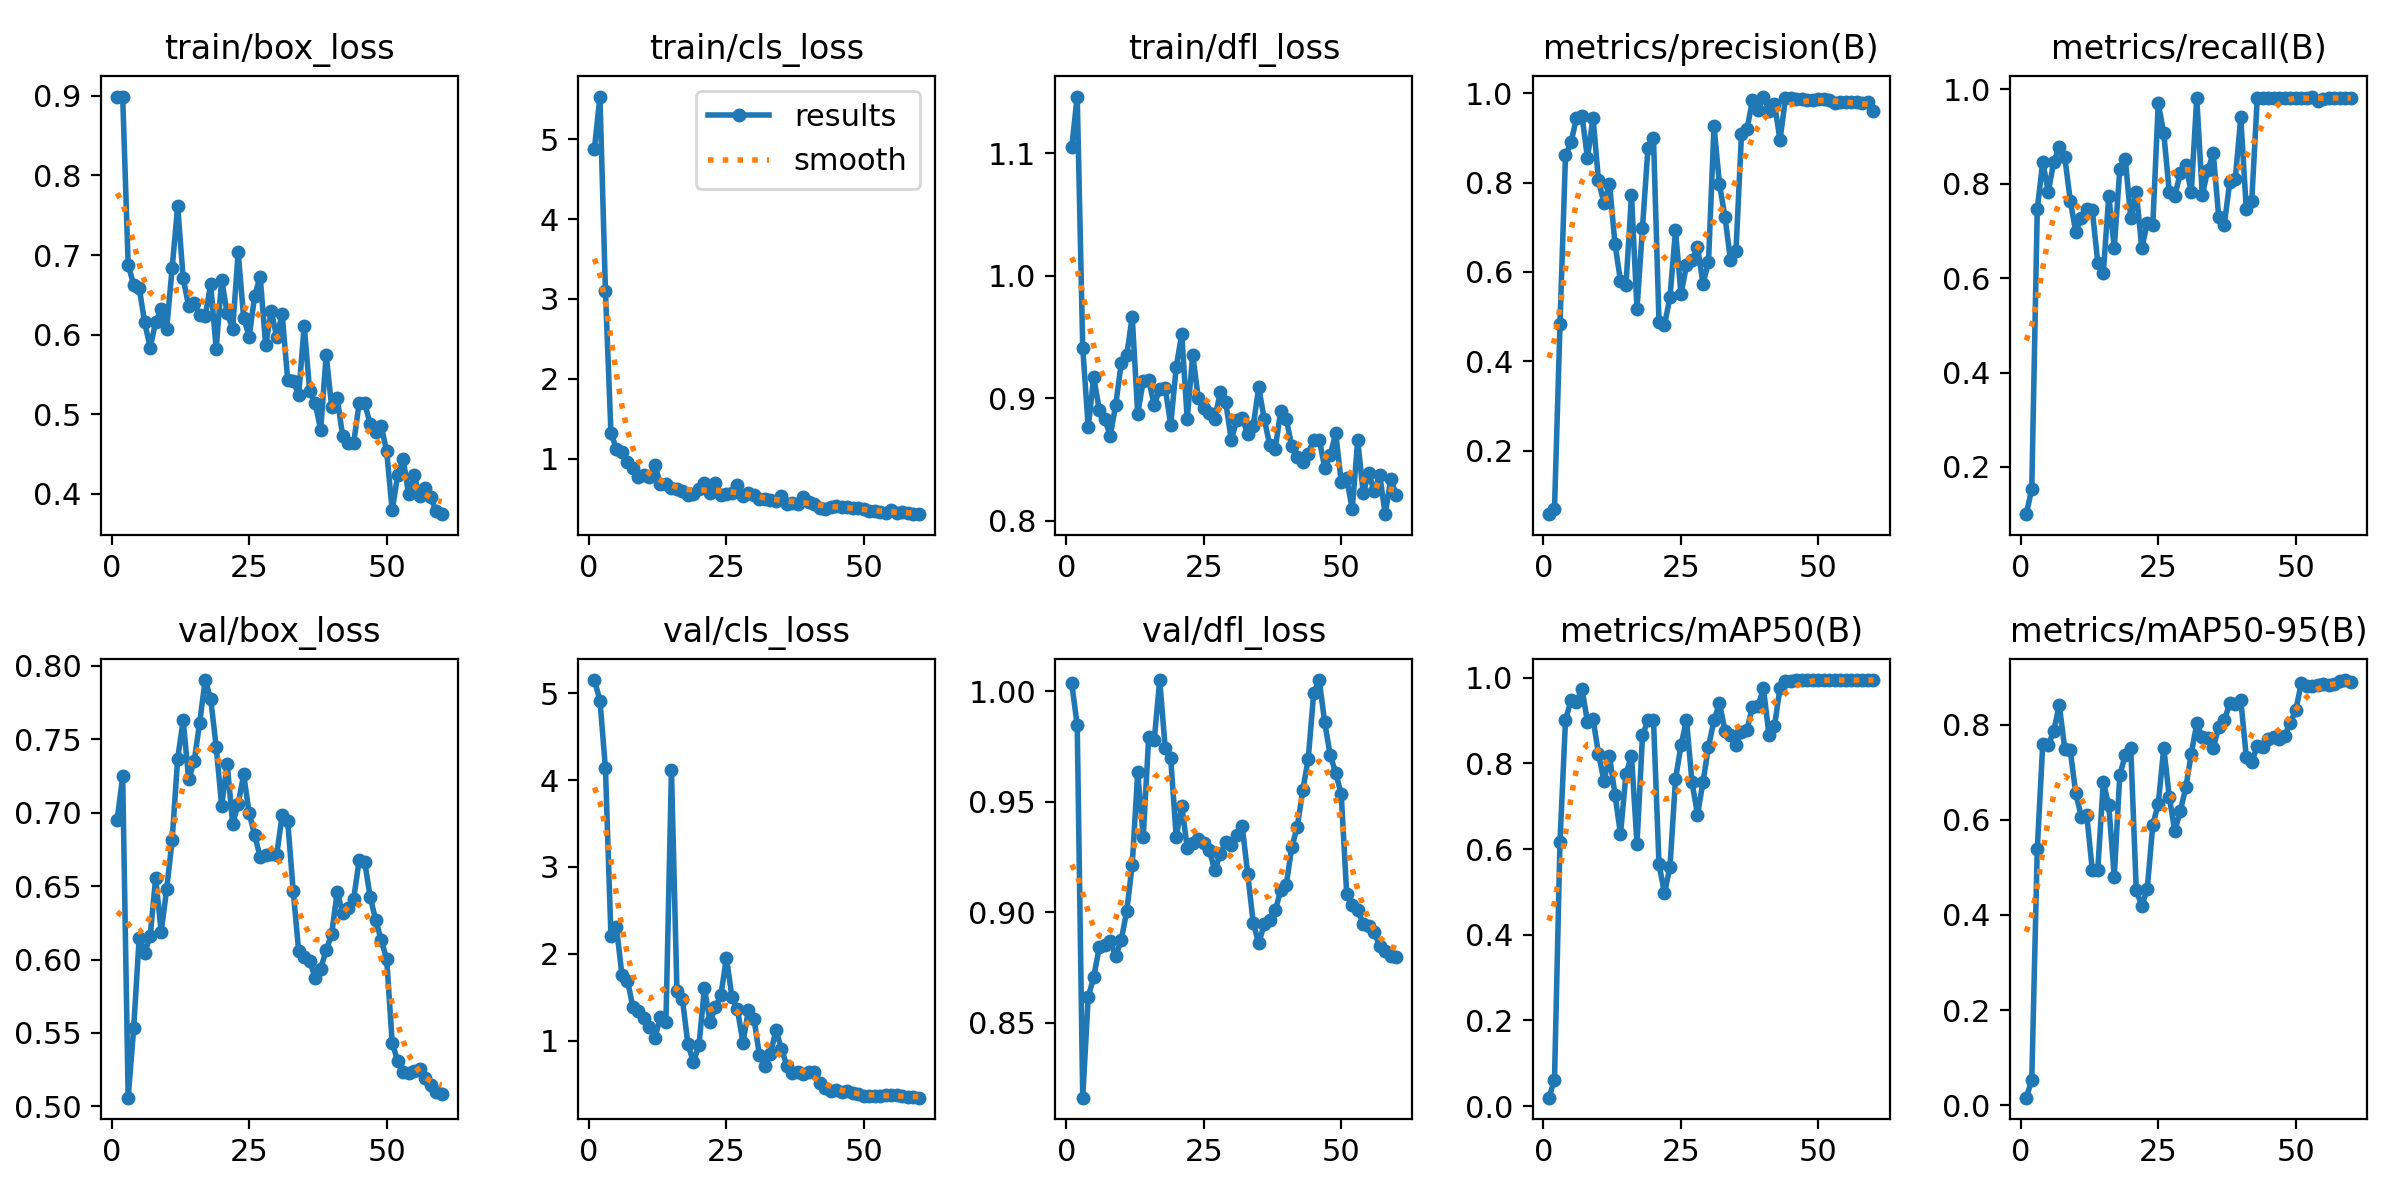 train/box_loss
0.9
0.8
0.7
0.6
0.5
0.4
0 25 50
train/cls_loss
results
smooth
5
4
3
2
1
0 25 50
train/dfl_loss
1.1
1.0
0.9
0.8
0 25 50
metrics/precision(B)
1.0
0.8
0.6
0.4
0.2
0 25 50
metrics/recall(B)
1.0
0.8
0.6
0.4
0.2
0 25 50
val/box_loss
0.80
0.75
0.70
0.65
0.60
0.55
0.50
0 25 50
val/cls_loss
5
4
3
2
1
0 25 50
val/dfl_loss
1.00
0.95
0.90
0.85
0 25 50
metrics/mAP50(B)
1.0
0.8
0.6
0.4
0.2
0.0
0 25 50
metrics/mAP50-95(B)
0.8
0.6
0.4
0.2
0.0
0 25 50